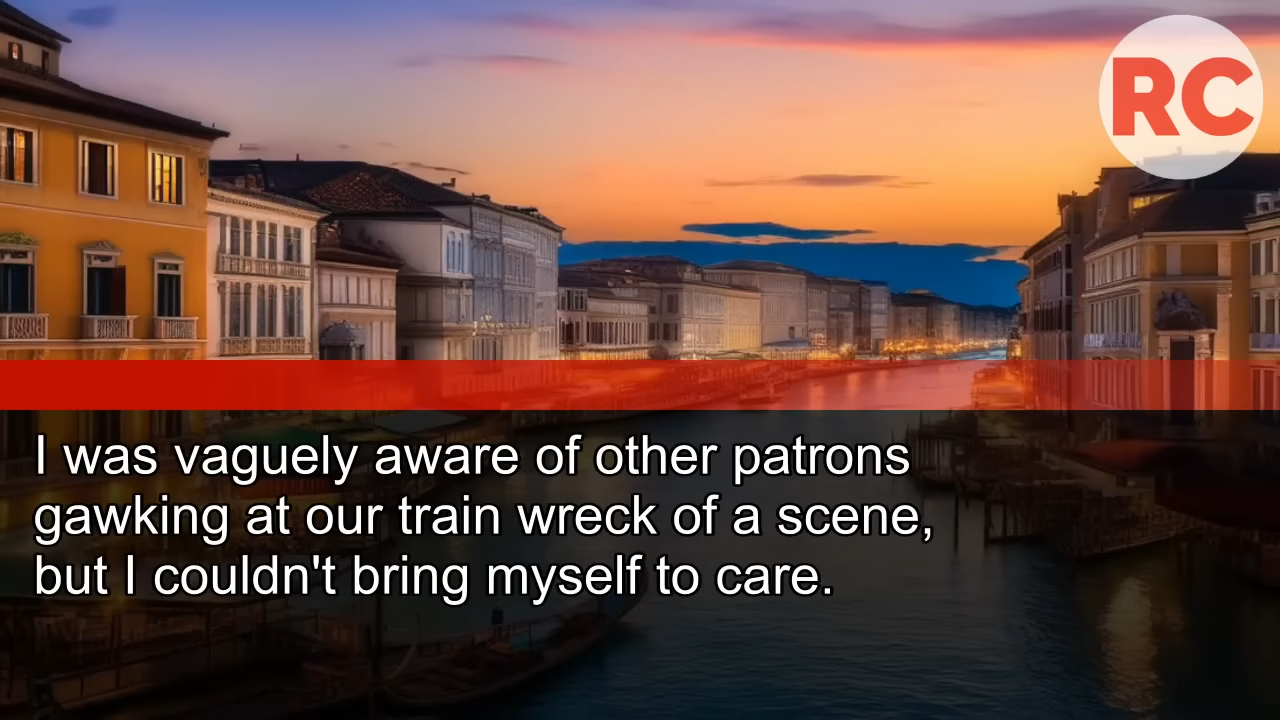 RC
I was vaguely aware of other patrons
gawking at our train wreck of a scene,
but I couldn't bring myself to care.